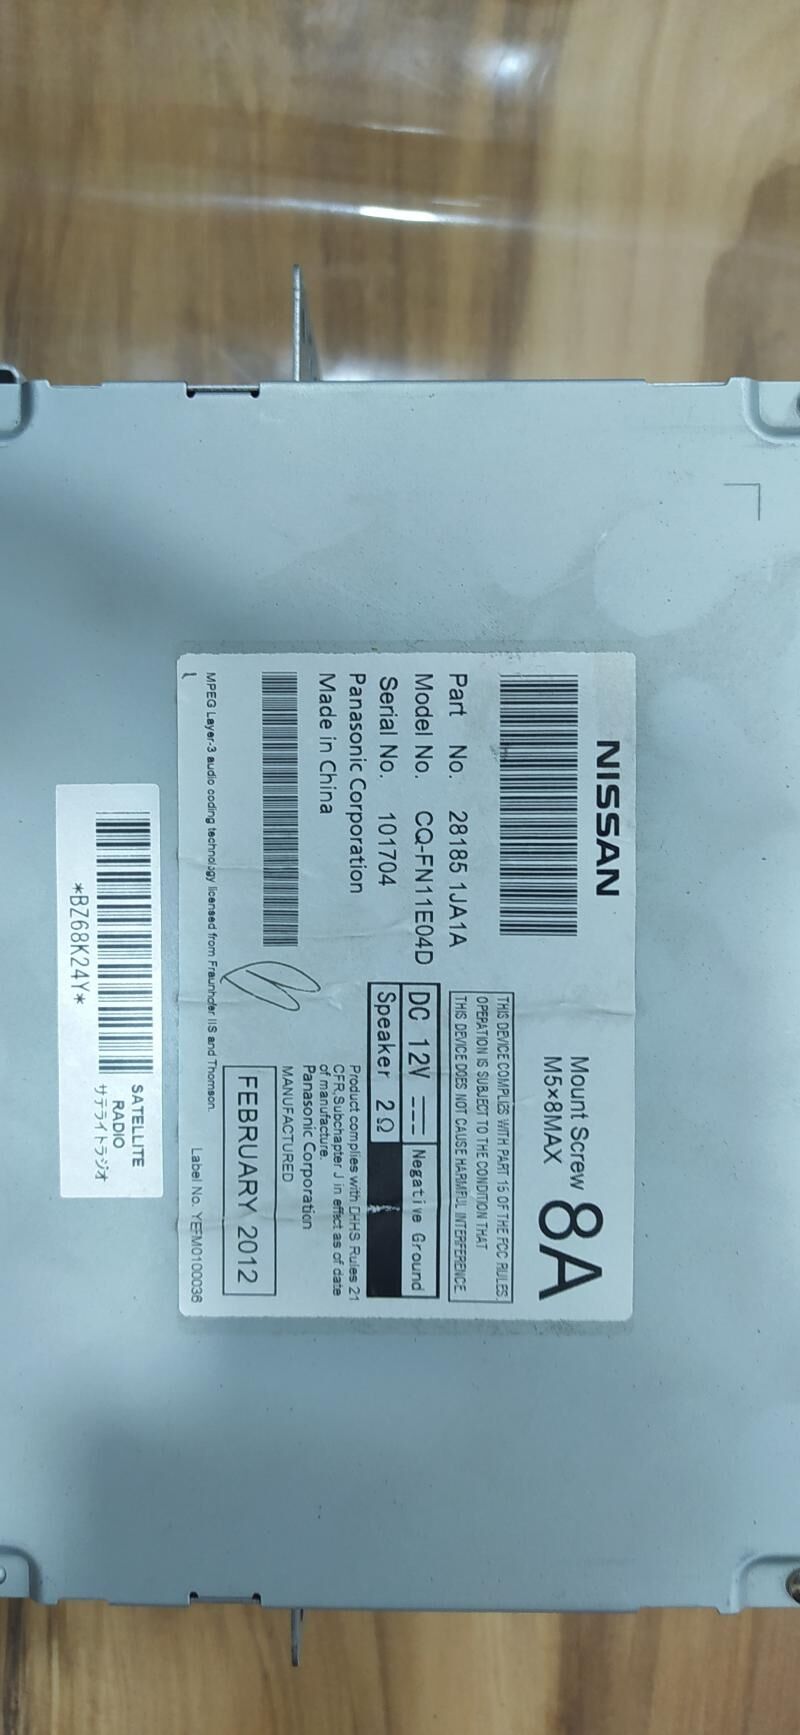 NISSAN
Mount Screw
M5×8MAX
8A
Part No. 28185 1JA1A
Model No. CQ-FN11E04D
Serial No. 101704
Panasonic Corporation
Made in China
THIS DEVICE COMPLIES WITH PART 15 OF THE FCC RULES.
OPERATION IS SUBJECT TO THE CONDITION THAT
THIS DEVICE DOES NOT CAUSE HARMFUL INTERFERENCE.
DC 12V Negative Ground
Speaker 2Ω
Product complies with DHHS Rules 21
CFR.Subchapter J in effect as of date
of manufacture.
Panasonic Corporation
MANUFACTURED
FEBRUARY 2012
MPEG Layer-3 audio coding technology licensed from Fraunhofer IIS and Thomson.
Label No. YEFM0100036
SATELLITE
RADIO
サテライトラジオ
*BZ68K24Y*